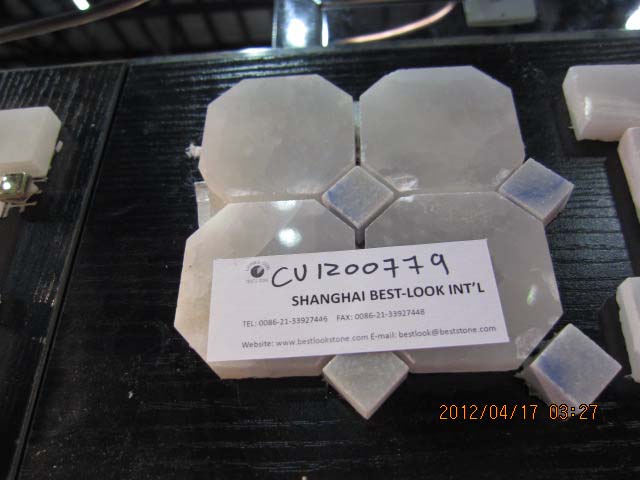 CU1200779
SHANGHAI BEST-LOOK INT'L
TEL: 0086-21-33927446 FAX: 0086-21-33927448
Website: www.bestlookstone.com E-mail: bestlook@beststone.com
2012/04/17 03:27